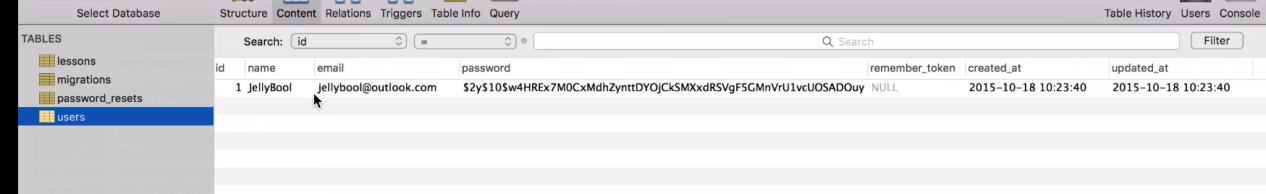 Select Database Structure Content Relations Triggers Table Info Query Table History Users Console
TABLES Search: id = Search Filter
lessons
id name email password remember_token created_at updated_at
migrations
1 JellyBool jellybool@outlook.com $2y$10$w4HREx7M0CxMdhZynttDYOjCkSMXxdRSVgF5GMnVrU1vcUOSADOuy NULL 2015-10-18 10:23:40 2015-10-18 10:23:40
password_resets
users